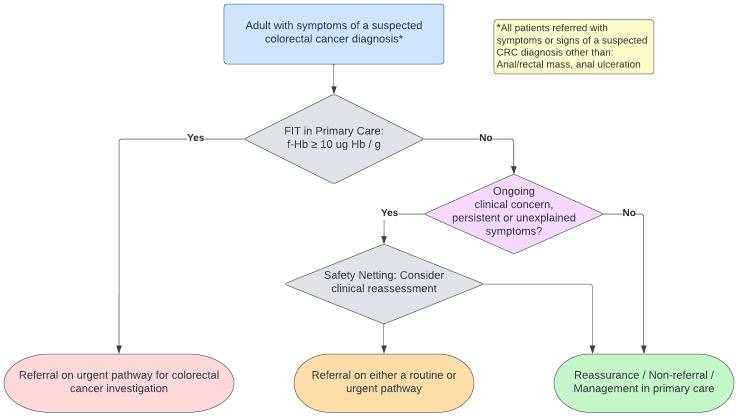 Adult with symptoms of a suspected
colorectal cancer diagnosis*
*All patients referred with
symptoms or signs of a suspected
CRC diagnosis other than:
Anal/rectal mass, anal ulceration
FIT in Primary Care:
f-Hb ≥ 10 ug Hb / g
Yes
No
Ongoing
clinical concern,
persistent or unexplained
symptoms?
Yes
No
Safety Netting: Consider
clinical reassessment
Referral on urgent pathway for colorectal
cancer investigation
Referral on either a routine or
urgent pathway
Reassurance / Non-referral /
Management in primary care